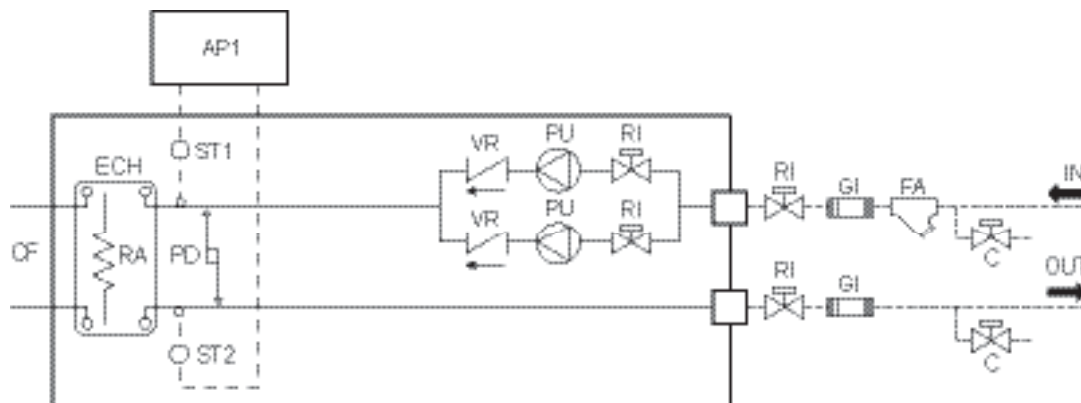 AP1
VR PU RI
ECH ST1
RI GI FA IN
VR PU RI
CF RA PD
C
RI GI OUT
ST2
C